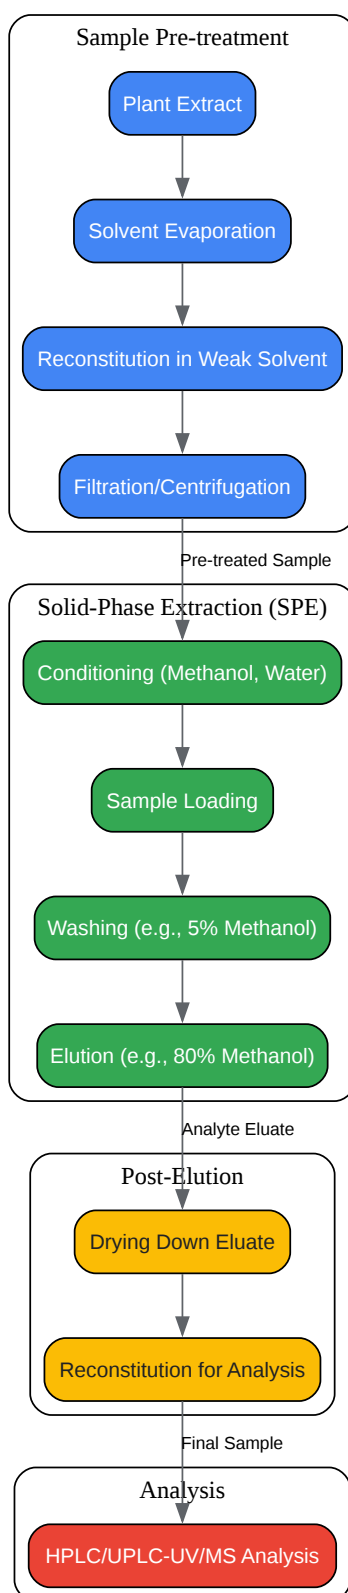 Sample Pre-treatment
Plant Extract
Solvent Evaporation
Reconstitution in Weak Solvent
Filtration/Centrifugation
Pre-treated Sample
Solid-Phase Extraction (SPE)
Conditioning (Methanol, Water)
Sample Loading
Washing (e.g., 5% Methanol)
Elution (e.g., 80% Methanol)
Analyte Eluate
Post-Elution
Drying Down Eluate
Reconstitution for Analysis
Final Sample
Analysis
HPLC/UPLC-UV/MS Analysis